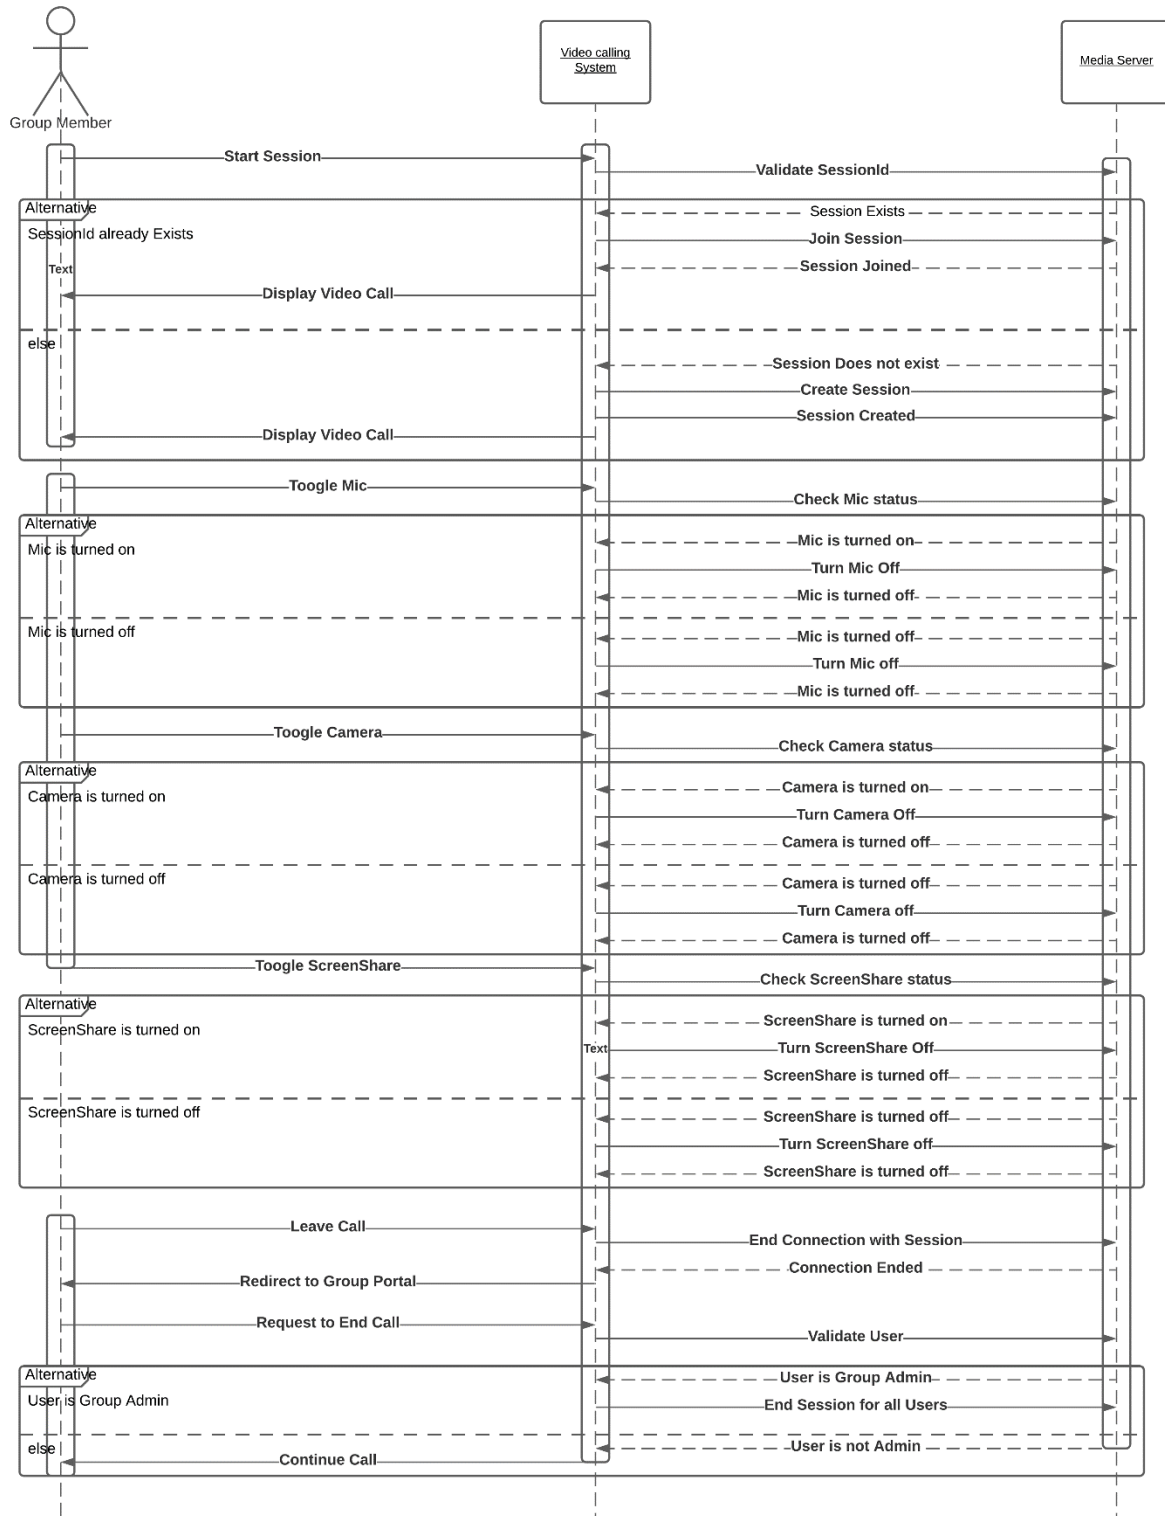 Group Member
Video calling
System
Media Server
Start Session
Validate SessionId
Alternative
Session Exists
SessionId already Exists
Join Session
Text
Session Joined
Display Video Call
else
Session Does not exist
Create Session
Session Created
Display Video Call
Toogle Mic
Check Mic status
Alternative
Mic is turned on
Mic is turned on
Turn Mic Off
Mic is turned off
Mic is turned off
Mic is turned off
Turn Mic off
Mic is turned off
Toogle Camera
Check Camera status
Alternative
Camera is turned on
Camera is turned on
Turn Camera Off
Camera is turned off
Camera is turned off
Camera is turned off
Turn Camera off
Camera is turned off
Toogle ScreenShare
Check ScreenShare status
Alternative
ScreenShare is turned on
ScreenShare is turned on
Text
Turn ScreenShare Off
ScreenShare is turned off
ScreenShare is turned off
ScreenShare is turned off
Turn ScreenShare off
ScreenShare is turned off
Leave Call
End Connection with Session
Connection Ended
Redirect to Group Portal
Request to End Call
Validate User
Alternative
User is Group Admin
User is Group Admin
End Session for all Users
else
User is not Admin
Continue Call